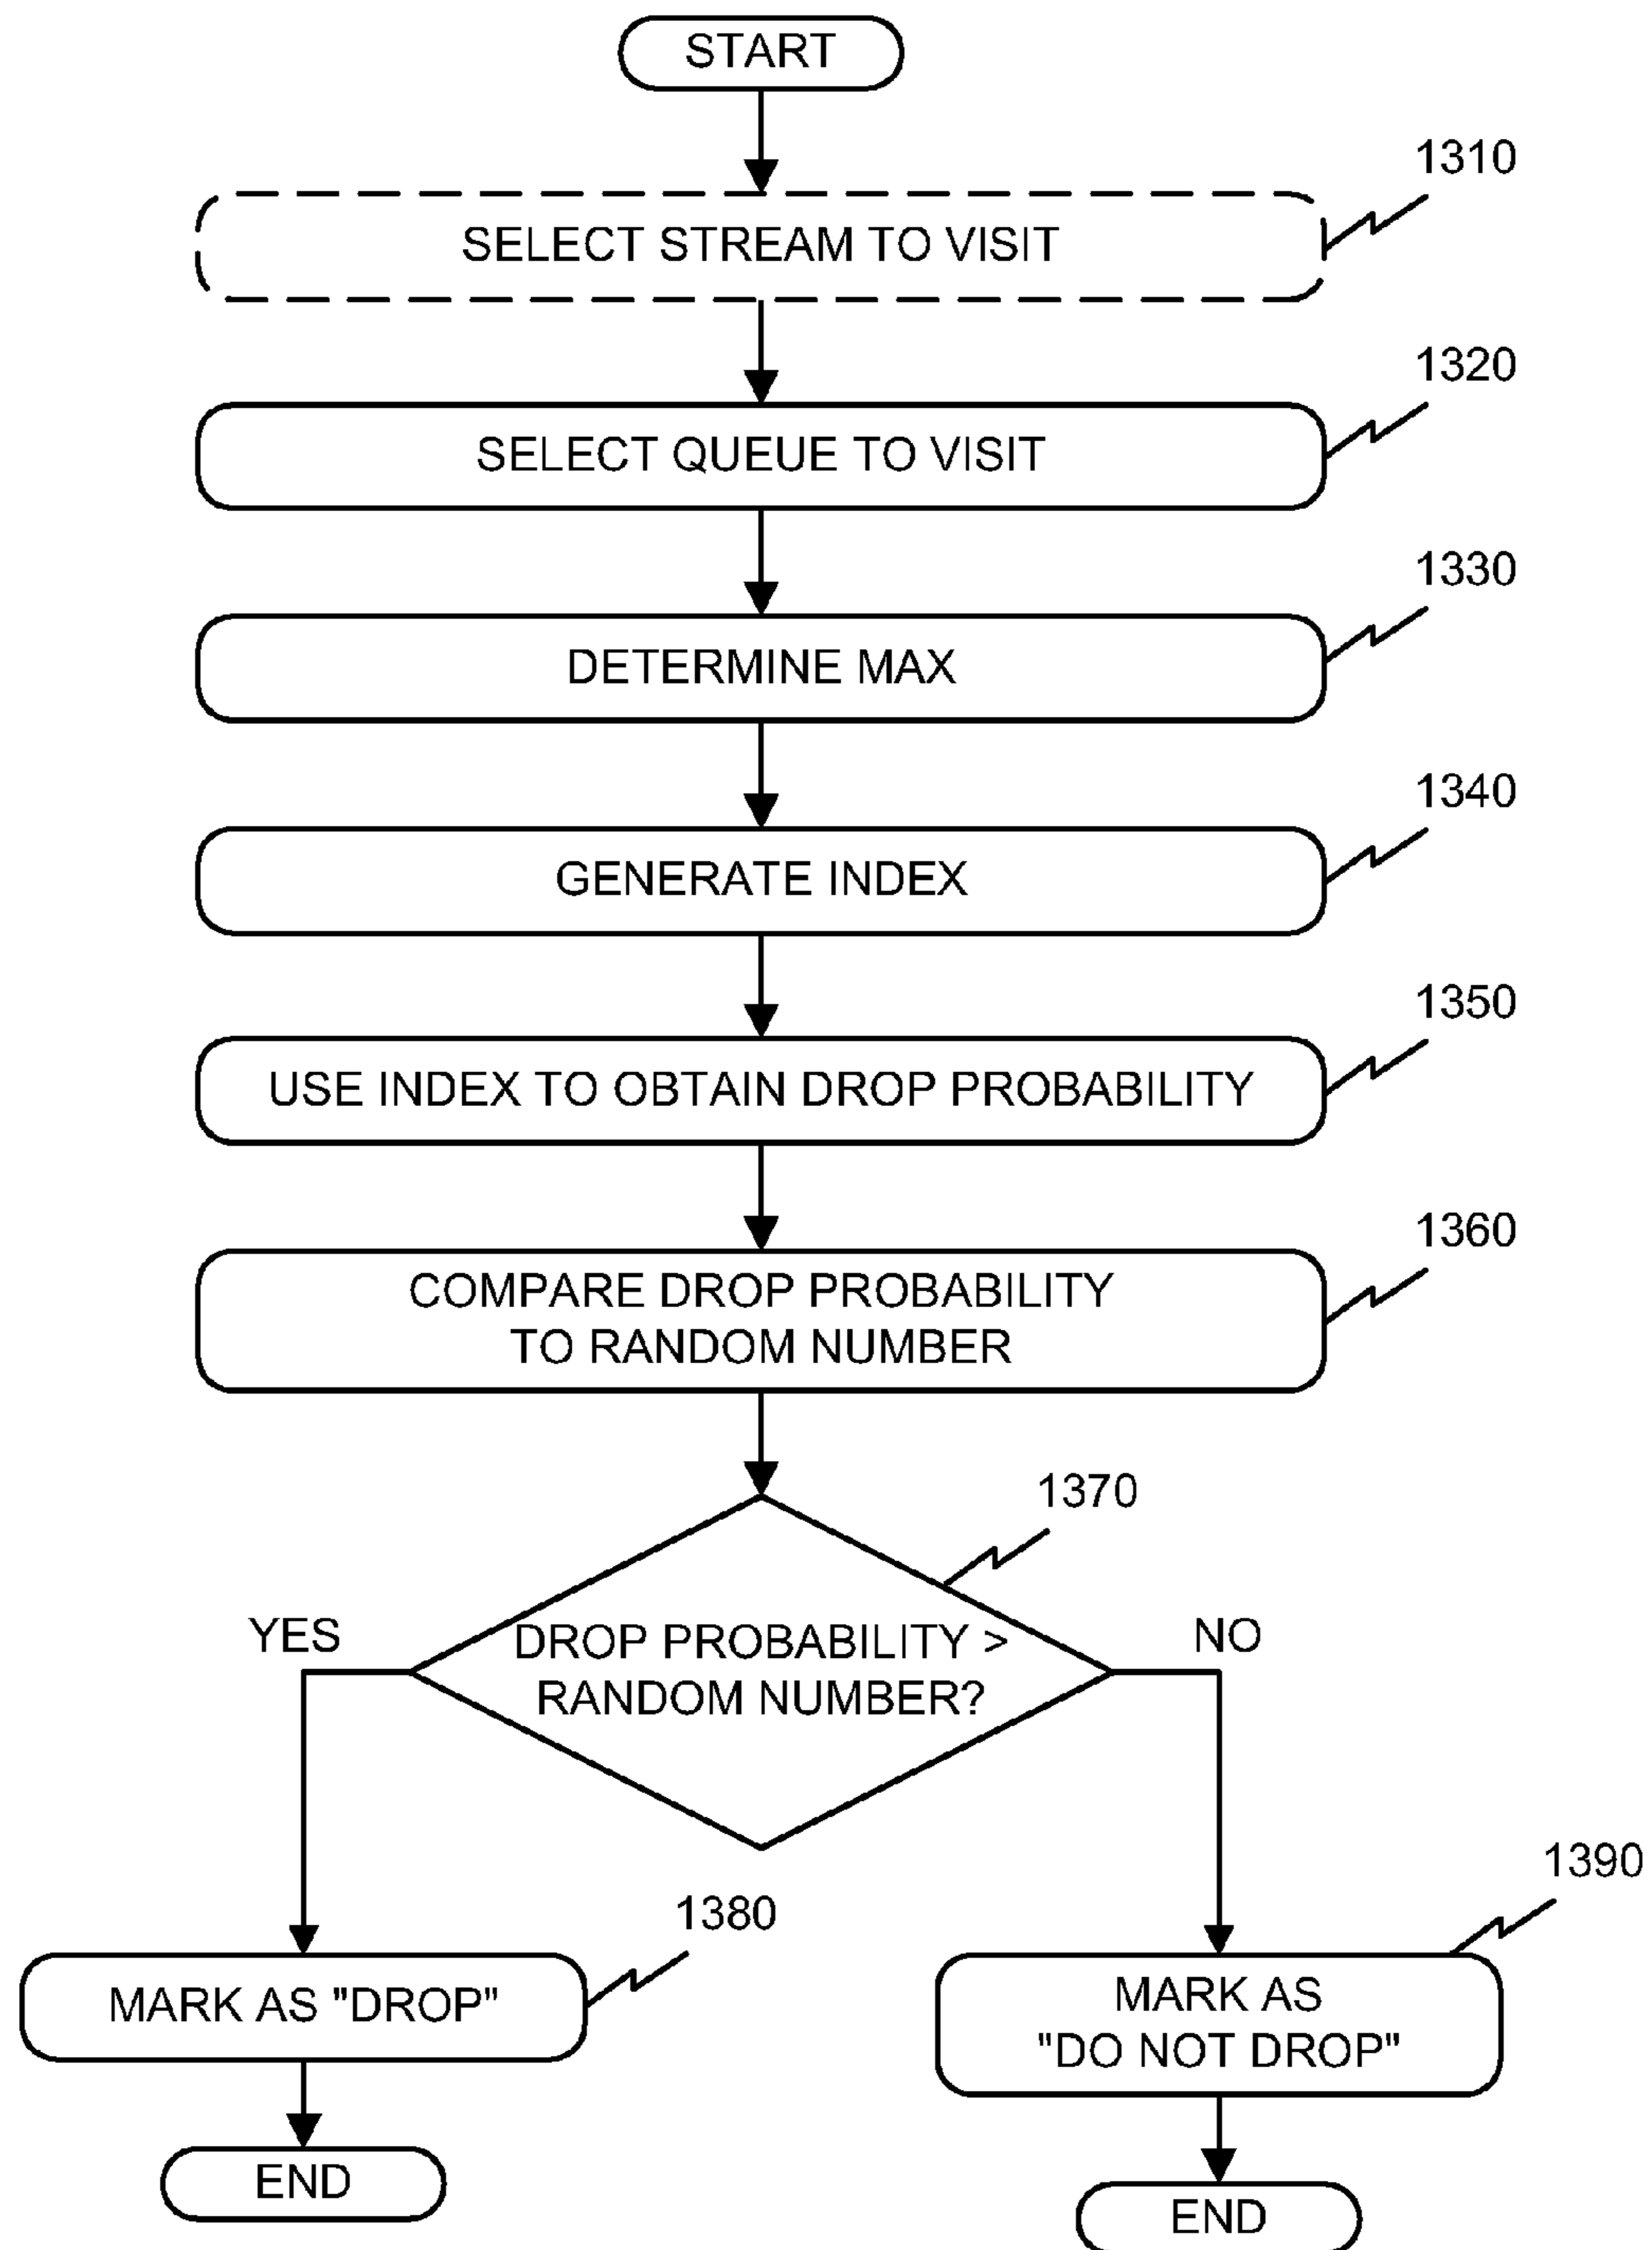 START
1310
SELECT STREAM TO VISIT
1320
SELECT QUEUE TO VISIT
1330
DETERMINE MAX
1340
GENERATE INDEX
1350
USE INDEX TO OBTAIN DROP PROBABILITY
1360
COMPARE DROP PROBABILITY
TO RANDOM NUMBER
1370
YES
DROP PROBABILITY >
RANDOM NUMBER?
NO
1380
MARK AS "DROP"
END
1390
MARK AS
"DO NOT DROP"
END